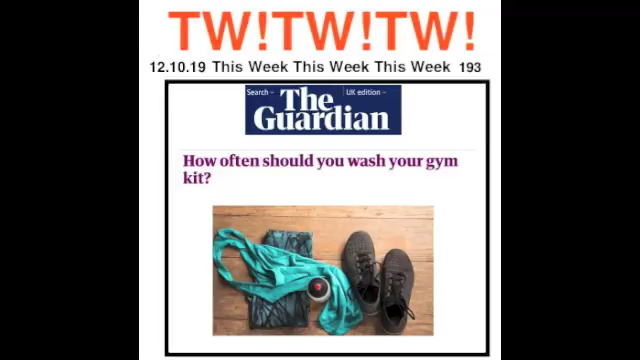 TW!TW!TW!
12.10.19 This Week This Week This Week 193
Search - The UK edition -
Guardian
How often should you wash your gym
kit?